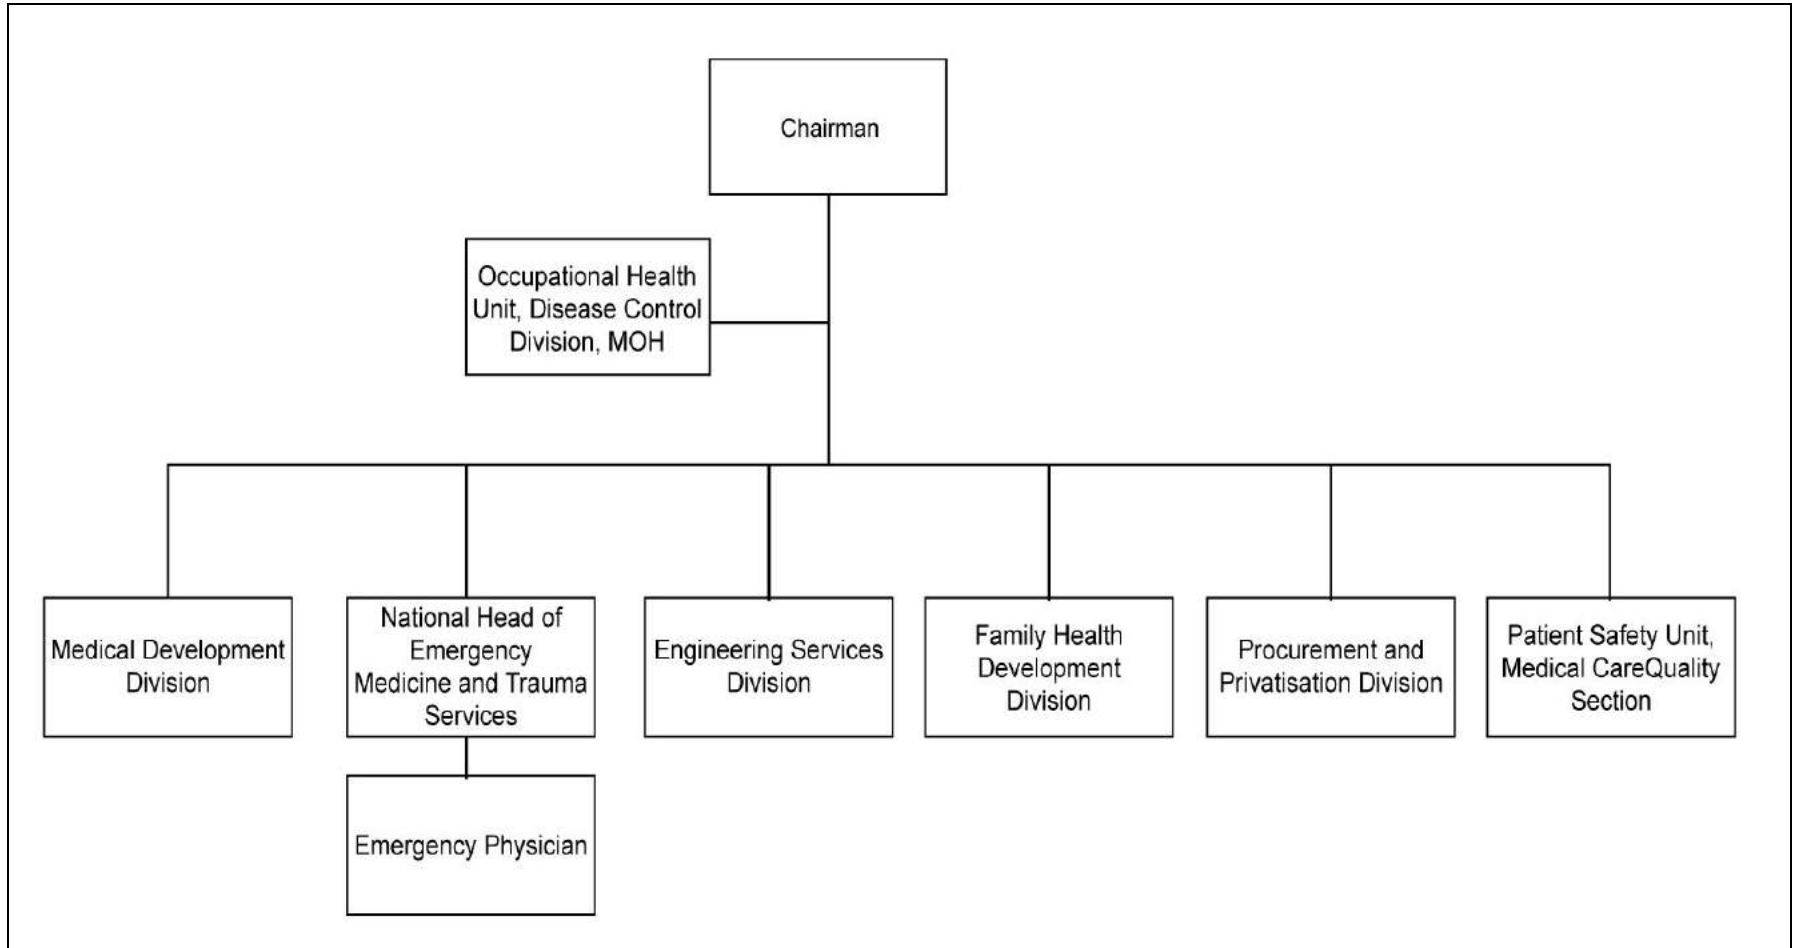 Chairman
Occupational Health
Unit, Disease Control
Division, MOH
Medical Development
Division
National Head of
Emergency
Medicine and Trauma
Services
Engineering Services
Division
Family Health
Development
Division
Procurement and
Privatisation Division
Patient Safety Unit,
Medical CareQuality
Section
Emergency Physician